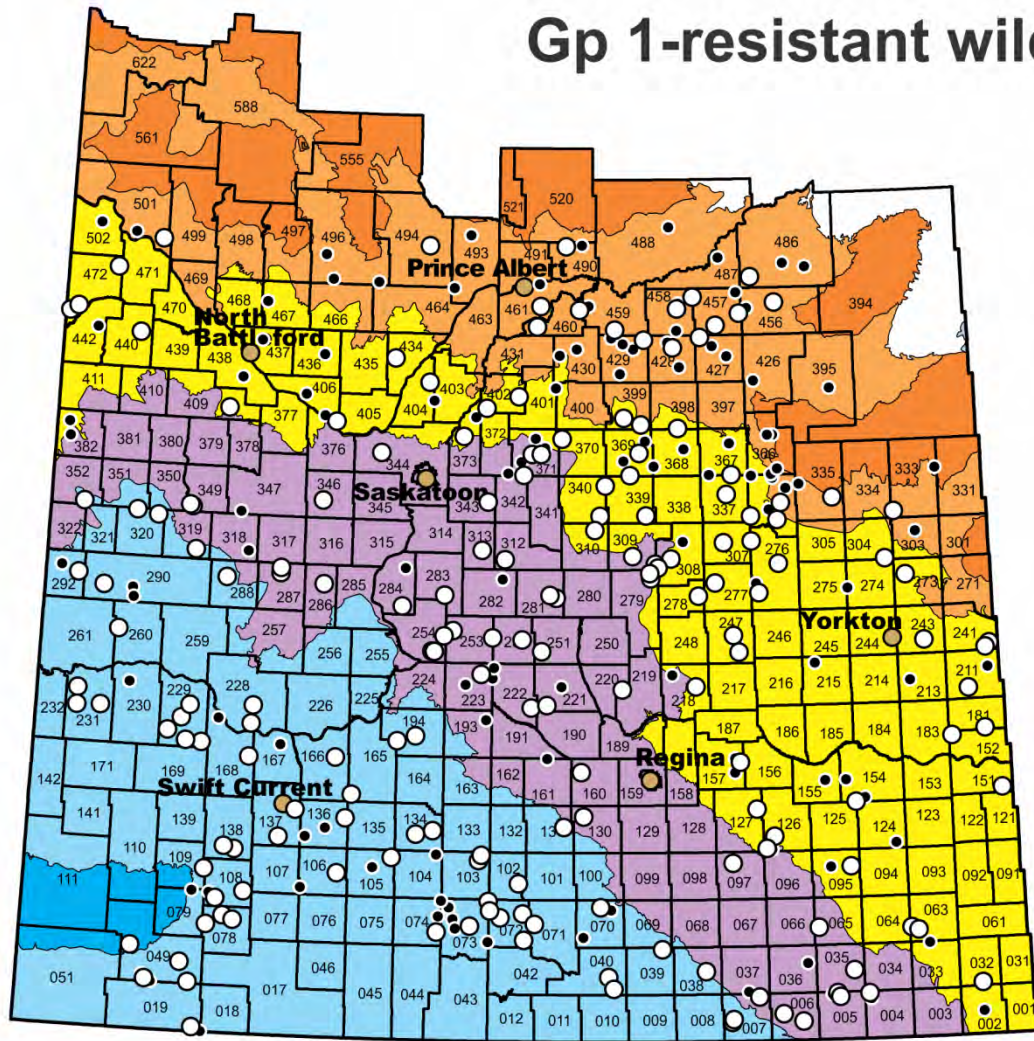 Gp 1-resistant wil
622
588
561
555
520
521
501 499 498 497 496 494 493 491 490 488 486
502
472 471 469 487
Prince Albert
470 468 467 466 464 463 461 460 459 458 457 456 394
North
Battleford
442 440 439 438 437 436 435 434 431 430 429 428 427 426 395
411 410 409 406 405 404 403 402 401 400 399 398 397
377
382 381 380 379 378 376 344 373 372 371 370 369 368 367 366
352 351 350 349 347 346 345 343 342 341 340 339 338 337 335 334 333 331
Saskatoon
322 321 320 319 318 317 316 315 314 313 312 310 309 308 307 305 304 303 301
292 290 288 287 286 285 284 283 282 281 280 279 278 277 276 275 274 273 271
261 260 259 257 256 255 254 253 251 250 248 247 246 245 244 243 241
Yorkton
232 231 230 229 228 226 225 224 223 222 221 220 219 218 217 216 215 214 213 211
194 193 191 190 189 187 186 185 184 183 181
171 169 168 167 166 165 164 163 162 161 160 159 158 157 156 155 154 153 152 151
Regina
Swift Current
142 141 139 138 137 136 135 134 133 132 130 129 128 127 126 125 124 123 122 121
111 110 109 108 107 106 105 104 103 102 101 100 099 098 097 096 095 094 093 092 091
079 078 077 076 075 074 073 072 071 070 069 068 067 066 065 064 063 061
051 049 046 045 044 043 042 040 039 038 037 036 035 034 033 032 031
019 018 017 012 011 010 009 008 007 006 005 004 003 002 001